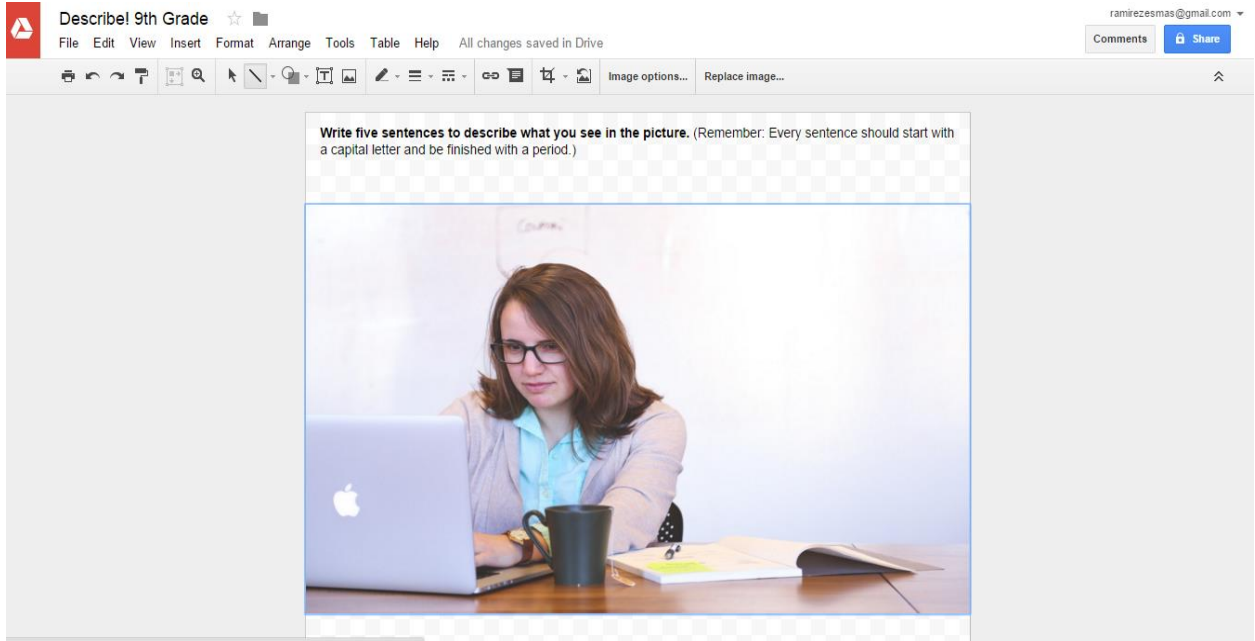 Describe! 9th Grade
ramirezesmas@gmail.com
File Edit View Insert Format Arrange Tools Table Help All changes saved in Drive
Comments Share
Image options... Replace image...
Write five sentences to describe what you see in the picture. (Remember: Every sentence should start with
a capital letter and be finished with a period.)